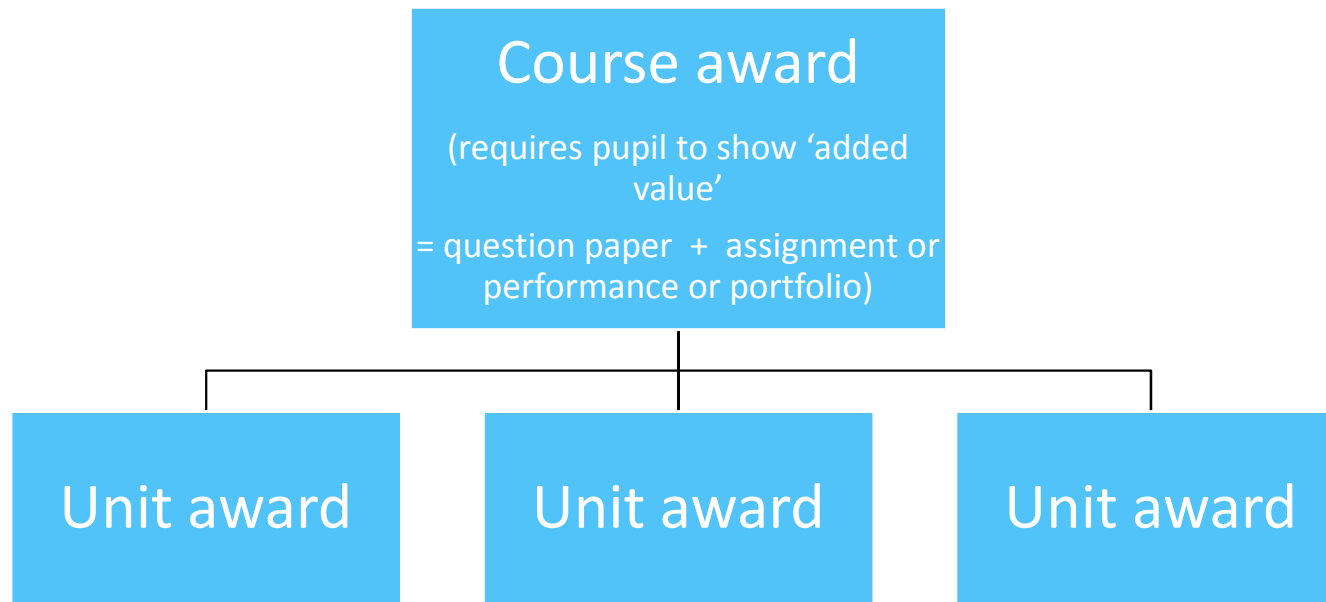 Course award
(requires pupil to show ‘added
value’
= question paper + assignment or
performance or portfolio)
Unit award
Unit award
Unit award